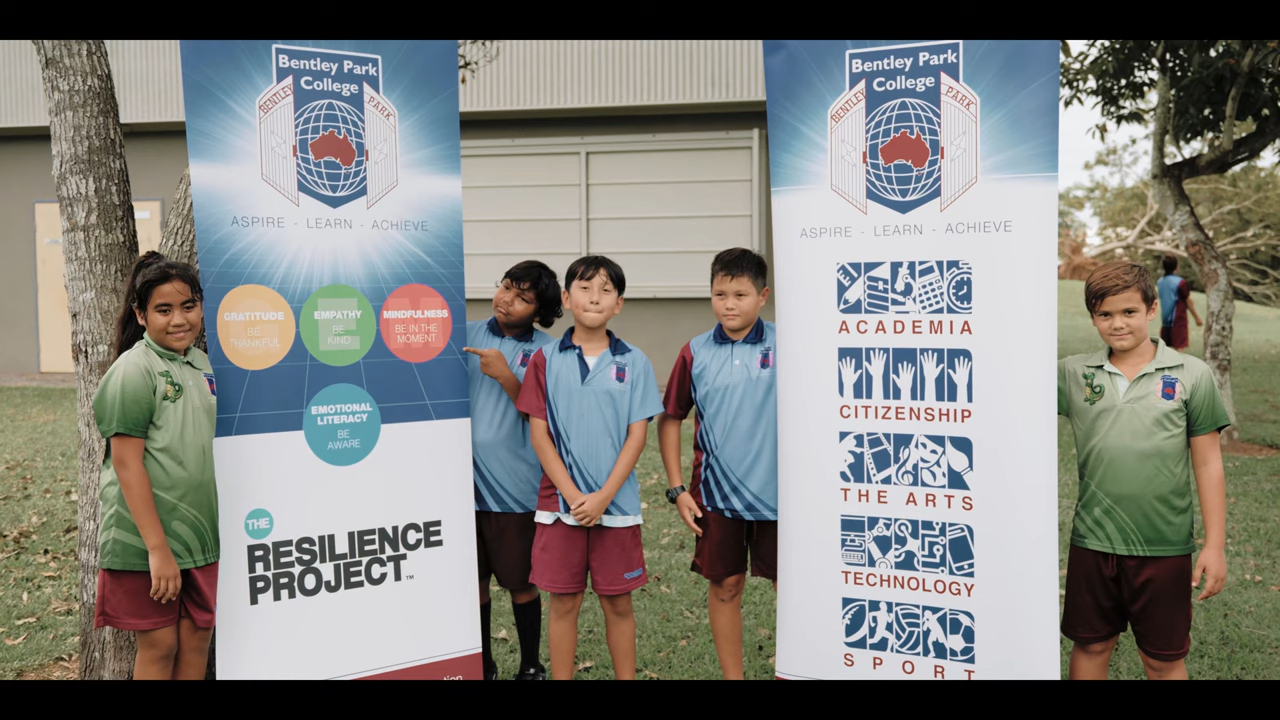 Bentley Park
College
BENTLEY
PARK
ASPIRE - LEARN - ACHIEVE
GEM
GRATITUDE
BE
THANKFUL
EMPATHY
BE
KIND
MINDFULNESS
BE IN THE
MOMENT
EMOTIONAL
LITERACY
BE
AWARE
THE
RESILIENCE
PROJECT™
Bentley Park
College
BENTLEY
PARK
ASPIRE - LEARN - ACHIEVE
ACADEMIA
CITIZENSHIP
THE ARTS
TECHNOLOGY
SPORT